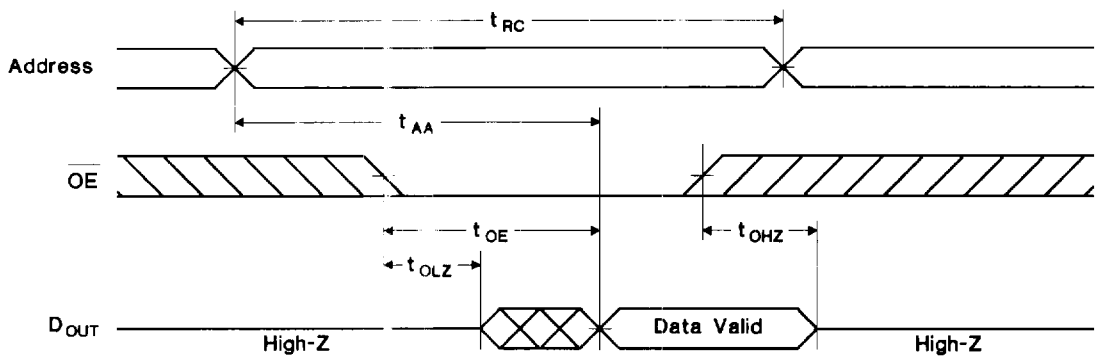 t RC
Address
t AA
OE
t OE
t OHZ
t OLZ
D OUT
Data Valid
High-Z
High-Z